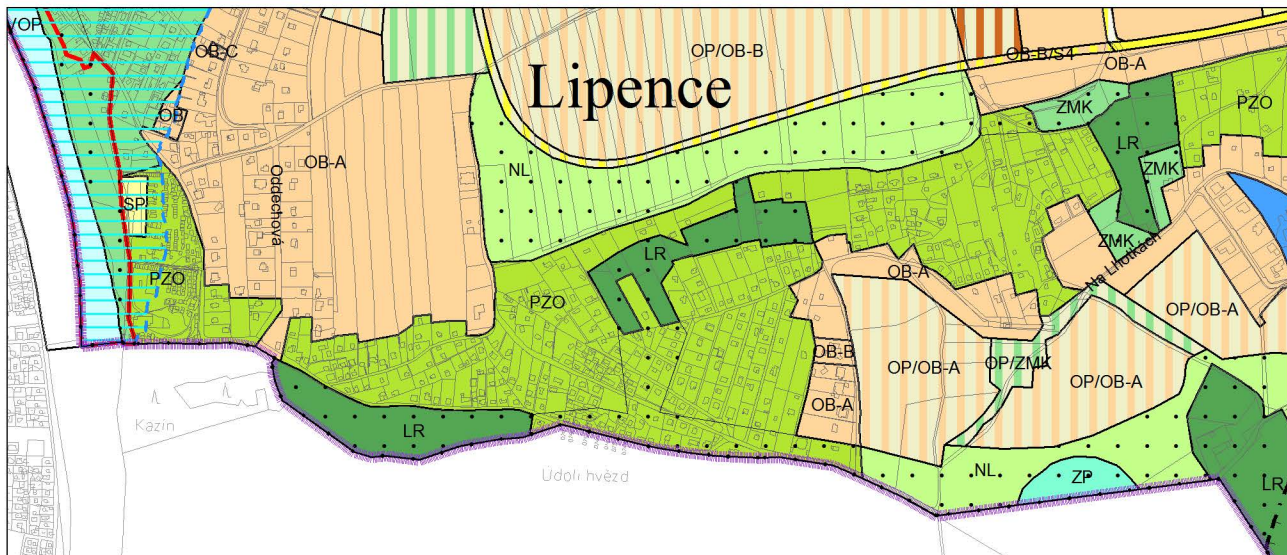 /OP
OB-C
OP/OB-B
OB-B/S4
OB-A
Lipence
ZMK
PZO
OB
LR
OB-A
NL
ZMK
SP
Oddechová
ZMK
LR
Na Lhotkách
PZO
OB-A
PZO
OP/OB-A
OB-B
OP/OB-A
OP/ZMK
OP/OB-A
OB-A
LR
Kazín
Údolí hvězd
NL
ZP
LR